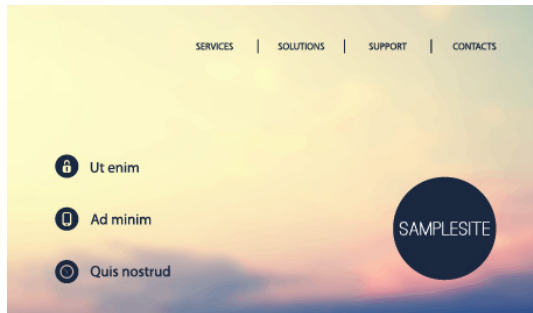 SERVICES | SOLUTIONS | SUPPORT | CONTACTS
Ut enim
Ad minim
SAMPLESITE
Quis nostrud